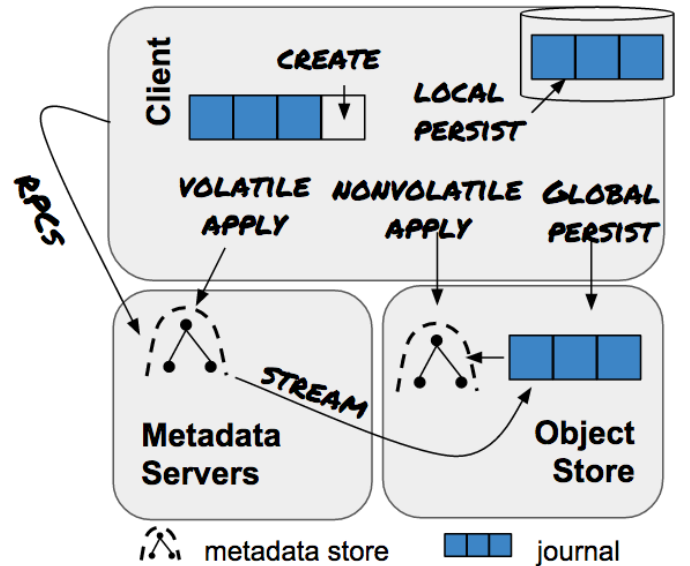 Client
CREATE
LOCAL
PERSIST
RPCs
VOLATILE
APPLY
NONVOLATILE
APPLY
GLOBAL
PERSIST
STREAM
Metadata
Servers
Object
Store
metadata store
journal